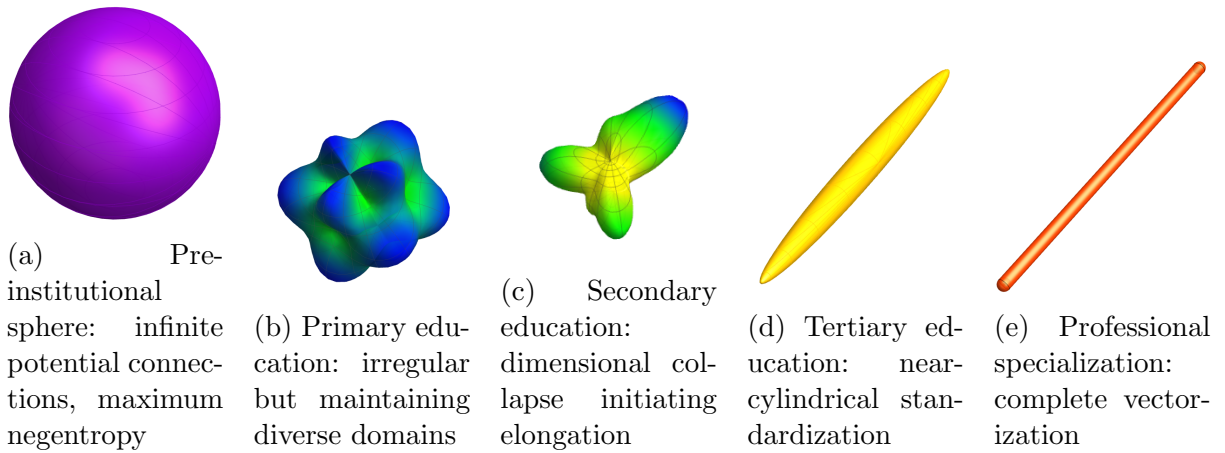 (a) Pre-
institutional
sphere: infinite
potential connec-
tions, maximum
negentropy
(b) Primary edu-
cation: irregular
but maintaining
diverse domains
(c) Secondary
education:
dimensional col-
lapse initiating
elongation
(d) Tertiary ed-
ucation: near-
cylindrical stan-
dardization
(e) Professional
specialization:
complete vector-
ization